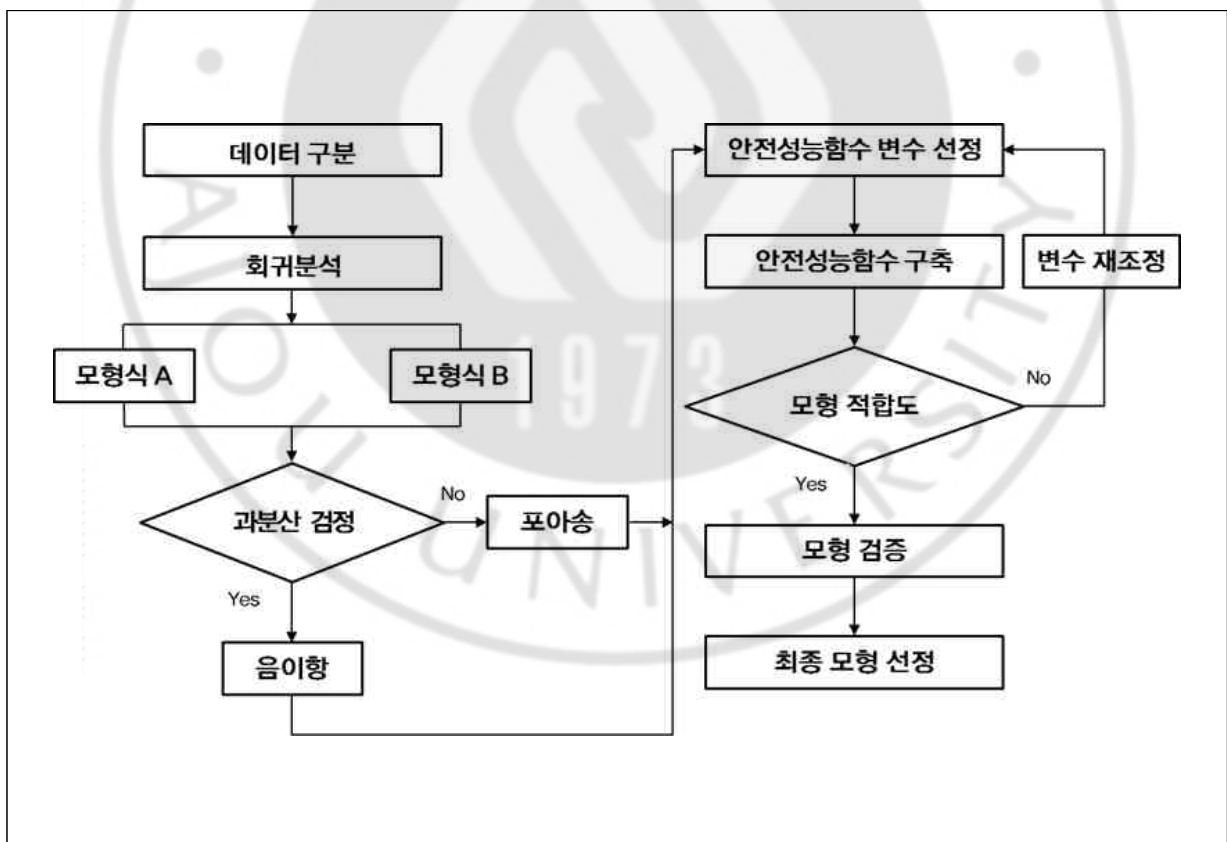 데이터 구분
회귀분석
모형식 A
모형식 B
과분산 검정
No
포아송
Yes
음이항
안전성능함수 변수 선정
안전성능함수 구축
변수 재조정
모형 적합도
No
Yes
모형 검증
최종 모형 선정
AJOU UNIVERSITY
1973